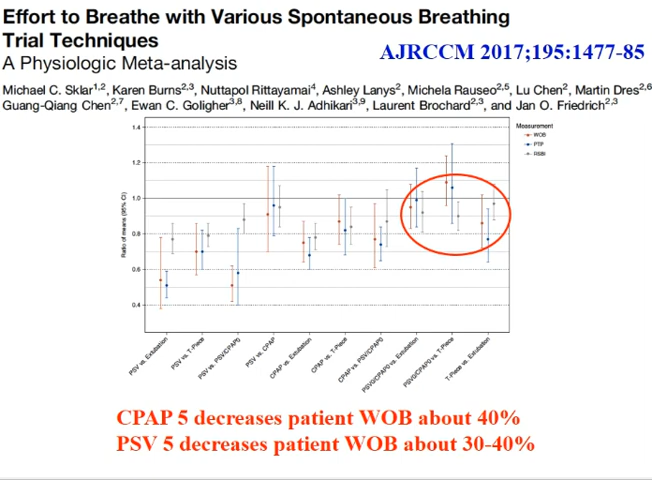 Effort to Breathe with Various Spontaneous Breathing
Trial Techniques
AJRCCM 2017;195:1477-85
A Physiologic Meta-analysis
Michael C. Sklar1,2, Karen Burns2,3, Nuttapol Rittayamai4, Ashley Lanys2, Michela Rauseo2,5, Lu Chen2, Martin Dres2,6
Guang-Qiang Chen2,7, Ewan C. Goligher3,8, Neill K. J. Adhikari3,9, Laurent Brochard2,3, and Jan O. Friedrich2,3
Measurement
WOB
PTP
RSBI
Ratio of means (95% CI)
1.4
1.2
1.0
0.8
0.6
0.4
PSV vs. Extubation
PSV vs. T-Piece
PSV vs. PSV/CPAP0
PSV vs. CPAP
CPAP vs. Extubation
CPAP vs. T-Piece
CPAP vs. PSV/CPAP0
PSV0/CPAP0 vs. Extubation
PSV0/CPAP0 vs. T-Piece
T-Piece vs. Extubation
CPAP 5 decreases patient WOB about 40%
PSV 5 decreases patient WOB about 30-40%